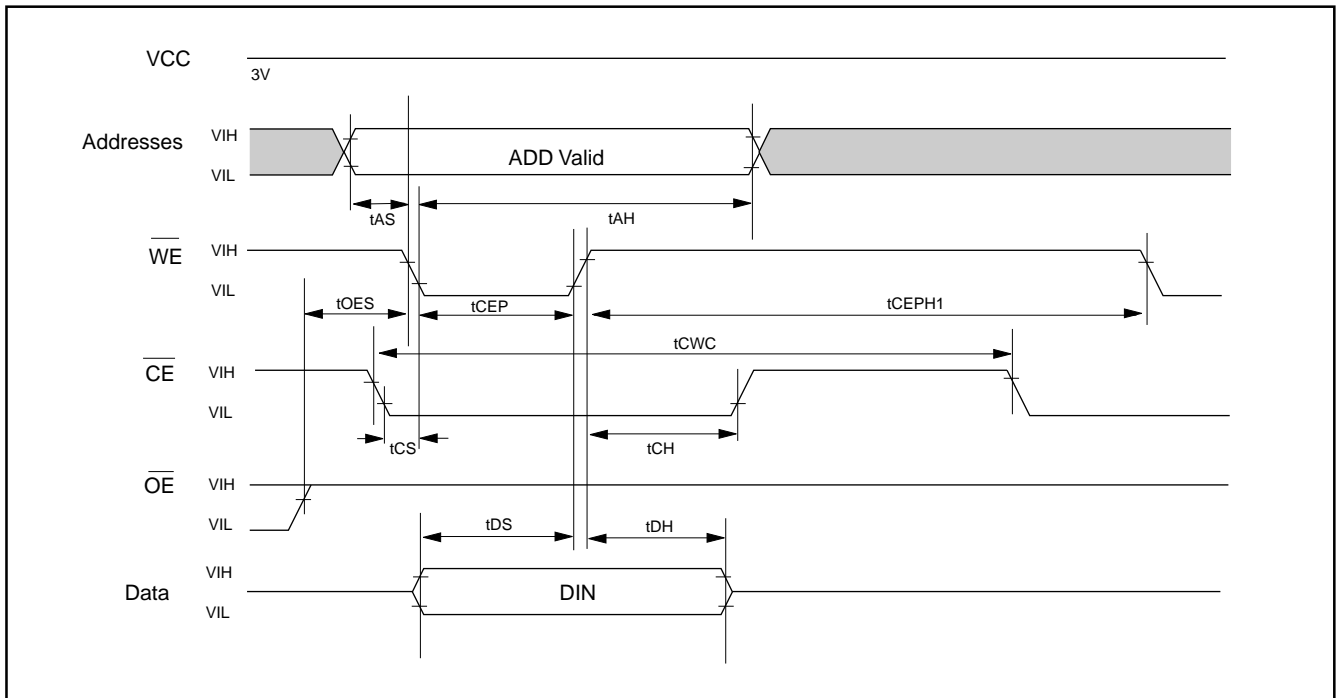 VCC
3V
Addresses
VIH
ADD Valid
VIL
tAS
tAH
WE
VIH
VIL
tOES
tCEP
tCEPH1
tCWC
CE
VIH
VIL
tCS
tCH
OE
VIH
VIL
tDS
tDH
VIH
Data
DIN
VIL